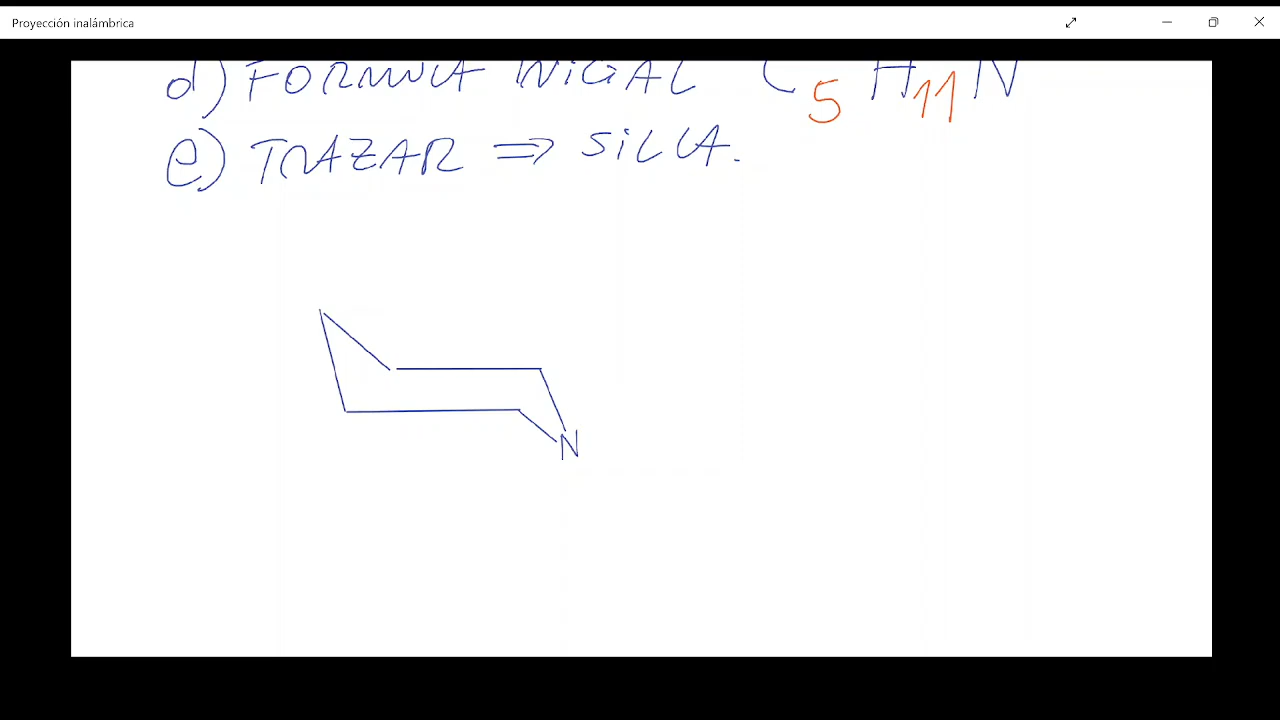 Proyección inalámbrica
d) FORMULA INICIAL C5H11N
e) TRAZAR => SILLA.
N